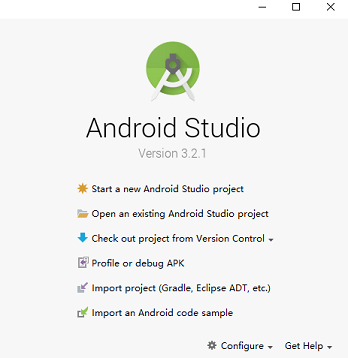 Android Studio
Version 3.2.1
Start a new Android Studio project
Open an existing Android Studio project
Check out project from Version Control
Profile or debug APK
Import project (Gradle, Eclipse ADT, etc.)
Import an Android code sample
Configure Get Help